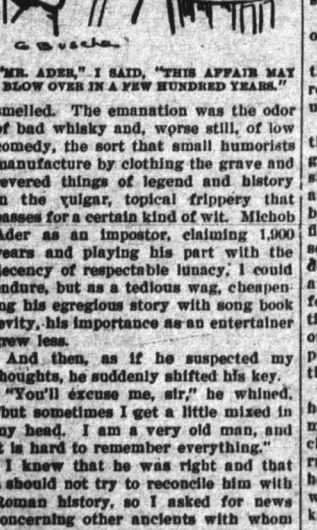 G Busche
"MR. ADER," I SAID, "THIS AFFAIR MAY
BLOW OVER IN A FEW HUNDRED YEARS."
smelled. The emanation was the odor
of bad whisky and, worse still, of low
comedy, the sort that small humorists
manufacture by clothing the grave and
revered things of legend and history
in the vulgar, topical frippery that
passes for a certain kind of wit. Michob
Ader as an impostor, claiming 1,900
years and playing his part with the
decency of respectable lunacy, I could
endure, but as a tedious wag, cheapen-
ing his egregious story with song book
levity, his importance as an entertainer
grew less.
And then, as if he suspected my
thoughts, he suddenly shifted his key.
"You'll excuse me, sir," he whined,
"but sometimes I get a little mixed in
my head. I am a very old man, and
it is hard to remember everything."
I knew that he was right and that
I should not try to reconcile him with
Roman history, so I asked for news
concerning other ancients with whom